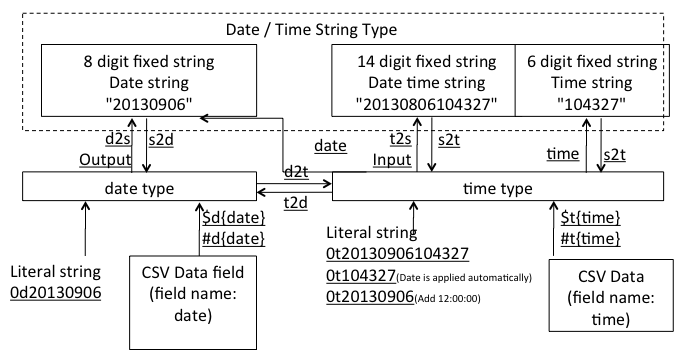 Date / Time String Type
8 digit fixed string
Date string
"20130906"
14 digit fixed string
Date time string
"20130806104327"
6 digit fixed string
Time string
"104327"
d2s
s2d
Output
date
t2s
Input
s2t
time
s2t
date type
d2t
t2d
time type
$d{date}
#d{date}
Literal string
0d20130906
CSV Data field
(field name:
date)
Literal string
0t20130906104327
0t104327(Date is applied automatically)
0t20130906(Add 12:00:00)
$t{time}
#t{time}
CSV Data
(field name:
time)